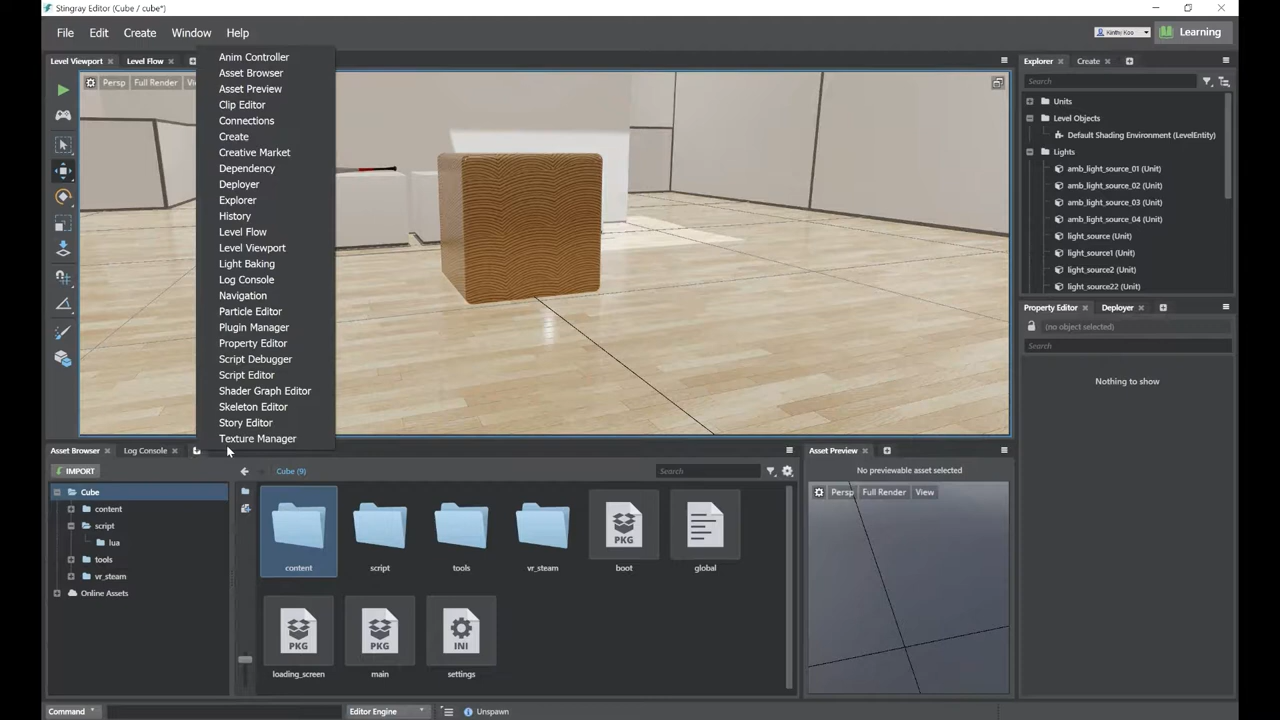 Stingray Editor (Cube / cube*)
File Edit Create Window Help
Kinthy Koo
Learning
Level Viewport
Level Flow
Persp
Full Render
Anim Controller
Asset Browser
Asset Preview
Clip Editor
Connections
Create
Creative Market
Dependency
Deployer
Explorer
History
Level Flow
Level Viewport
Light Baking
Log Console
Navigation
Particle Editor
Plugin Manager
Property Editor
Script Debugger
Script Editor
Shader Graph Editor
Skeleton Editor
Story Editor
Texture Manager
Explorer
Create
Search
Units
Level Objects
Default Shading Environment (LevelEntity)
Lights
amb_light_source_01 (Unit)
amb_light_source_02 (Unit)
amb_light_source_03 (Unit)
amb_light_source_04 (Unit)
light_source (Unit)
light_source1 (Unit)
light_source2 (Unit)
light_source22 (Unit)
Property Editor
Deployer
(no object selected)
Search
Nothing to show
Asset Browser
Log Console
IMPORT
Cube
content
script
lua
tools
vr_steam
Online Assets
Cube (9)
Search
content
script
tools
vr_steam
PKG
boot
global
PKG
loading_screen
PKG
main
INI
settings
Asset Preview
No previewable asset selected
Persp
Full Render
View
Command
Editor Engine
Unspawn